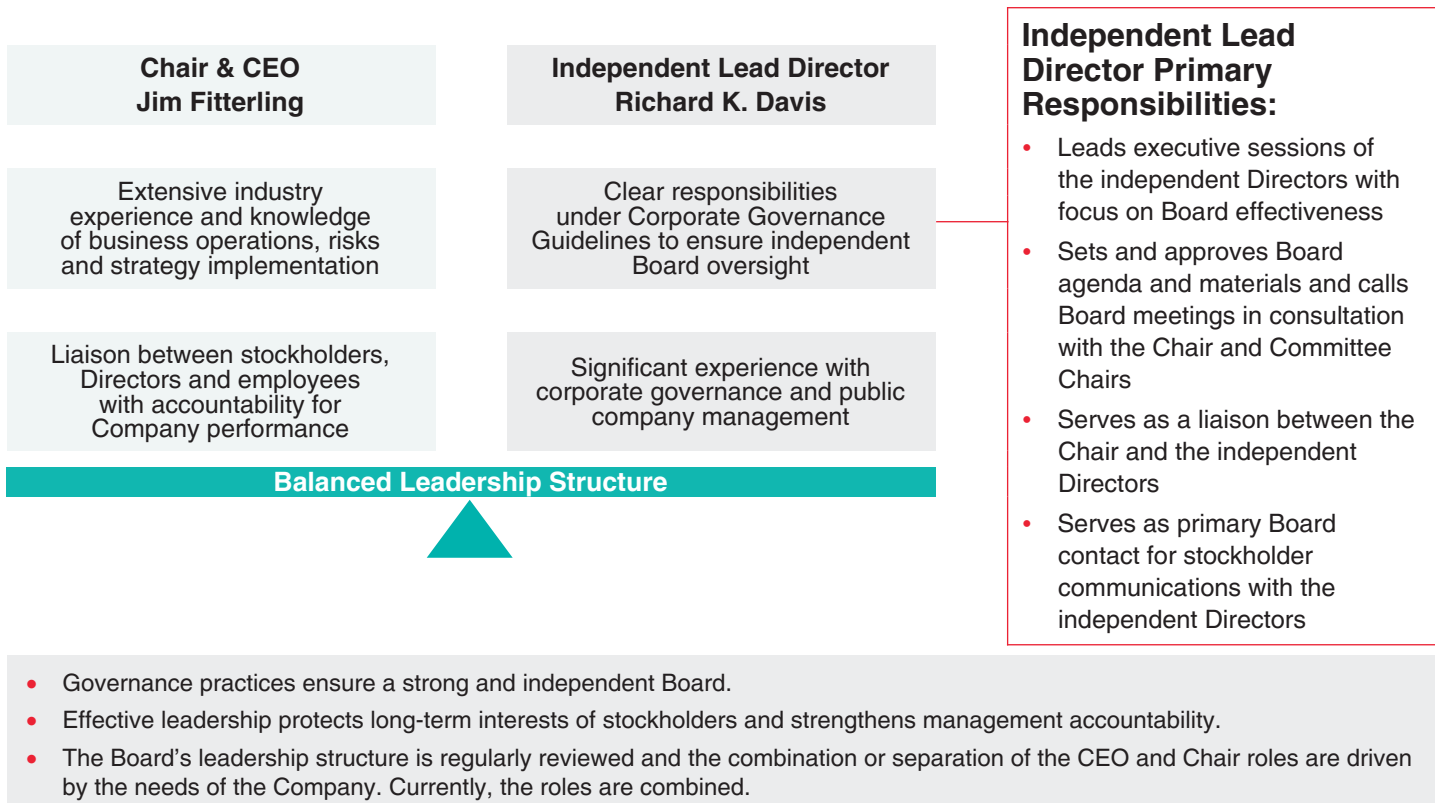 Chair & CEO
Jim Fitterling
Extensive industry
experience and knowledge
of business operations, risks
and strategy implementation
Liaison between stockholders,
Directors and employees
with accountability for
Company performance
Independent Lead Director
Richard K. Davis
Clear responsibilities
under Corporate Governance
Guidelines to ensure independent
Board oversight
Significant experience with
corporate governance and public
company management
Balanced Leadership Structure
Independent Lead
Director Primary
Responsibilities:
• Leads executive sessions of
the independent Directors with
focus on Board effectiveness
• Sets and approves Board
agenda and materials and calls
Board meetings in consultation
with the Chair and Committee
Chairs
• Serves as a liaison between the
Chair and the independent
Directors
• Serves as primary Board
contact for stockholder
communications with the
independent Directors
• Governance practices ensure a strong and independent Board.
• Effective leadership protects long-term interests of stockholders and strengthens management accountability.
• The Board’s leadership structure is regularly reviewed and the combination or separation of the CEO and Chair roles are driven
by the needs of the Company. Currently, the roles are combined.